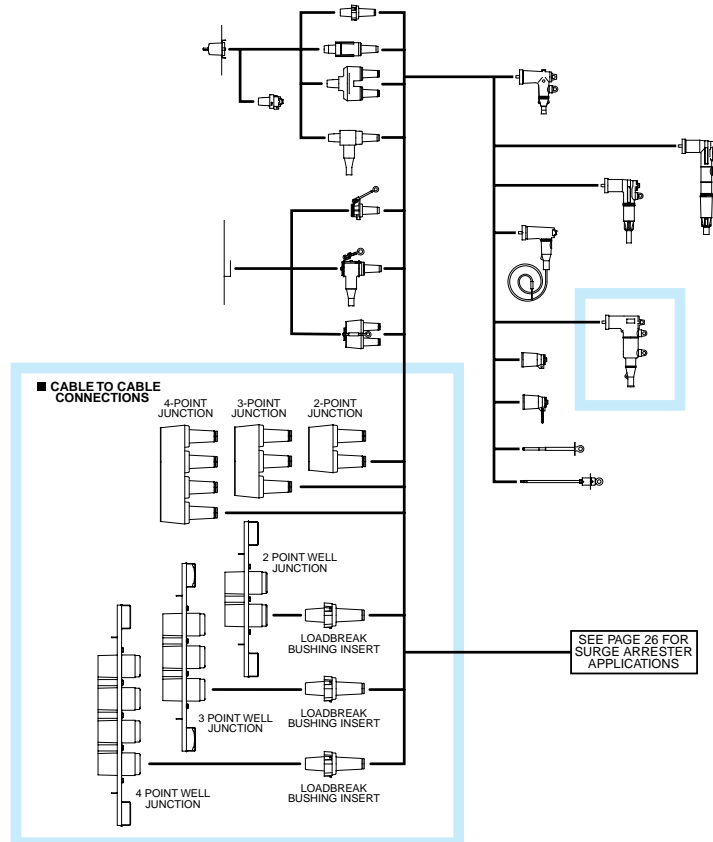 ■ CABLE TO CABLE
CONNECTIONS
4-POINT
JUNCTION
3-POINT
JUNCTION
2-POINT
JUNCTION
2 POINT WELL
JUNCTION
LOADBREAK
BUSHING INSERT
SEE PAGE 26 FOR
SURGE ARRESTER
APPLICATIONS
3 POINT WELL
JUNCTION
LOADBREAK
BUSHING INSERT
4 POINT WELL
JUNCTION
LOADBREAK
BUSHING INSERT